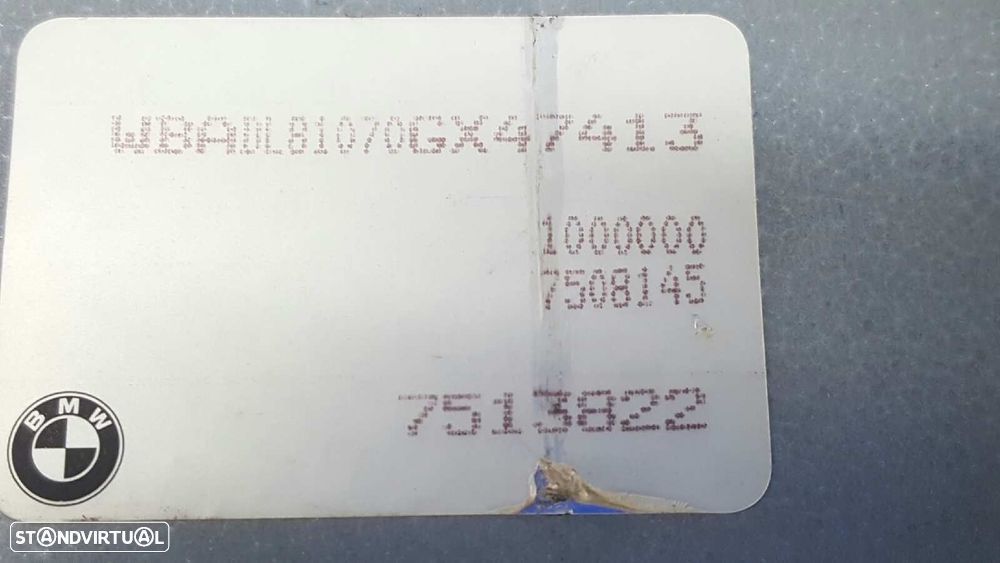 WBADL81070GX47413
1000000
7508145
7513822
BMW
STANDVIRTUAL